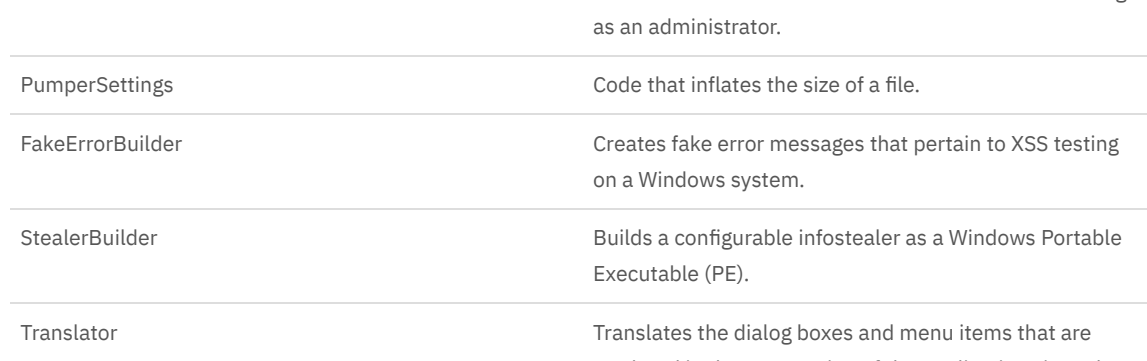 as an administrator.
PumperSettings
Code that inflates the size of a file.
FakeErrorBuilder
Creates fake error messages that pertain to XSS testing
on a Windows system.
StealerBuilder
Builds a configurable infostealer as a Windows Portable
Executable (PE).
Translator
Translates the dialog boxes and menu items that are